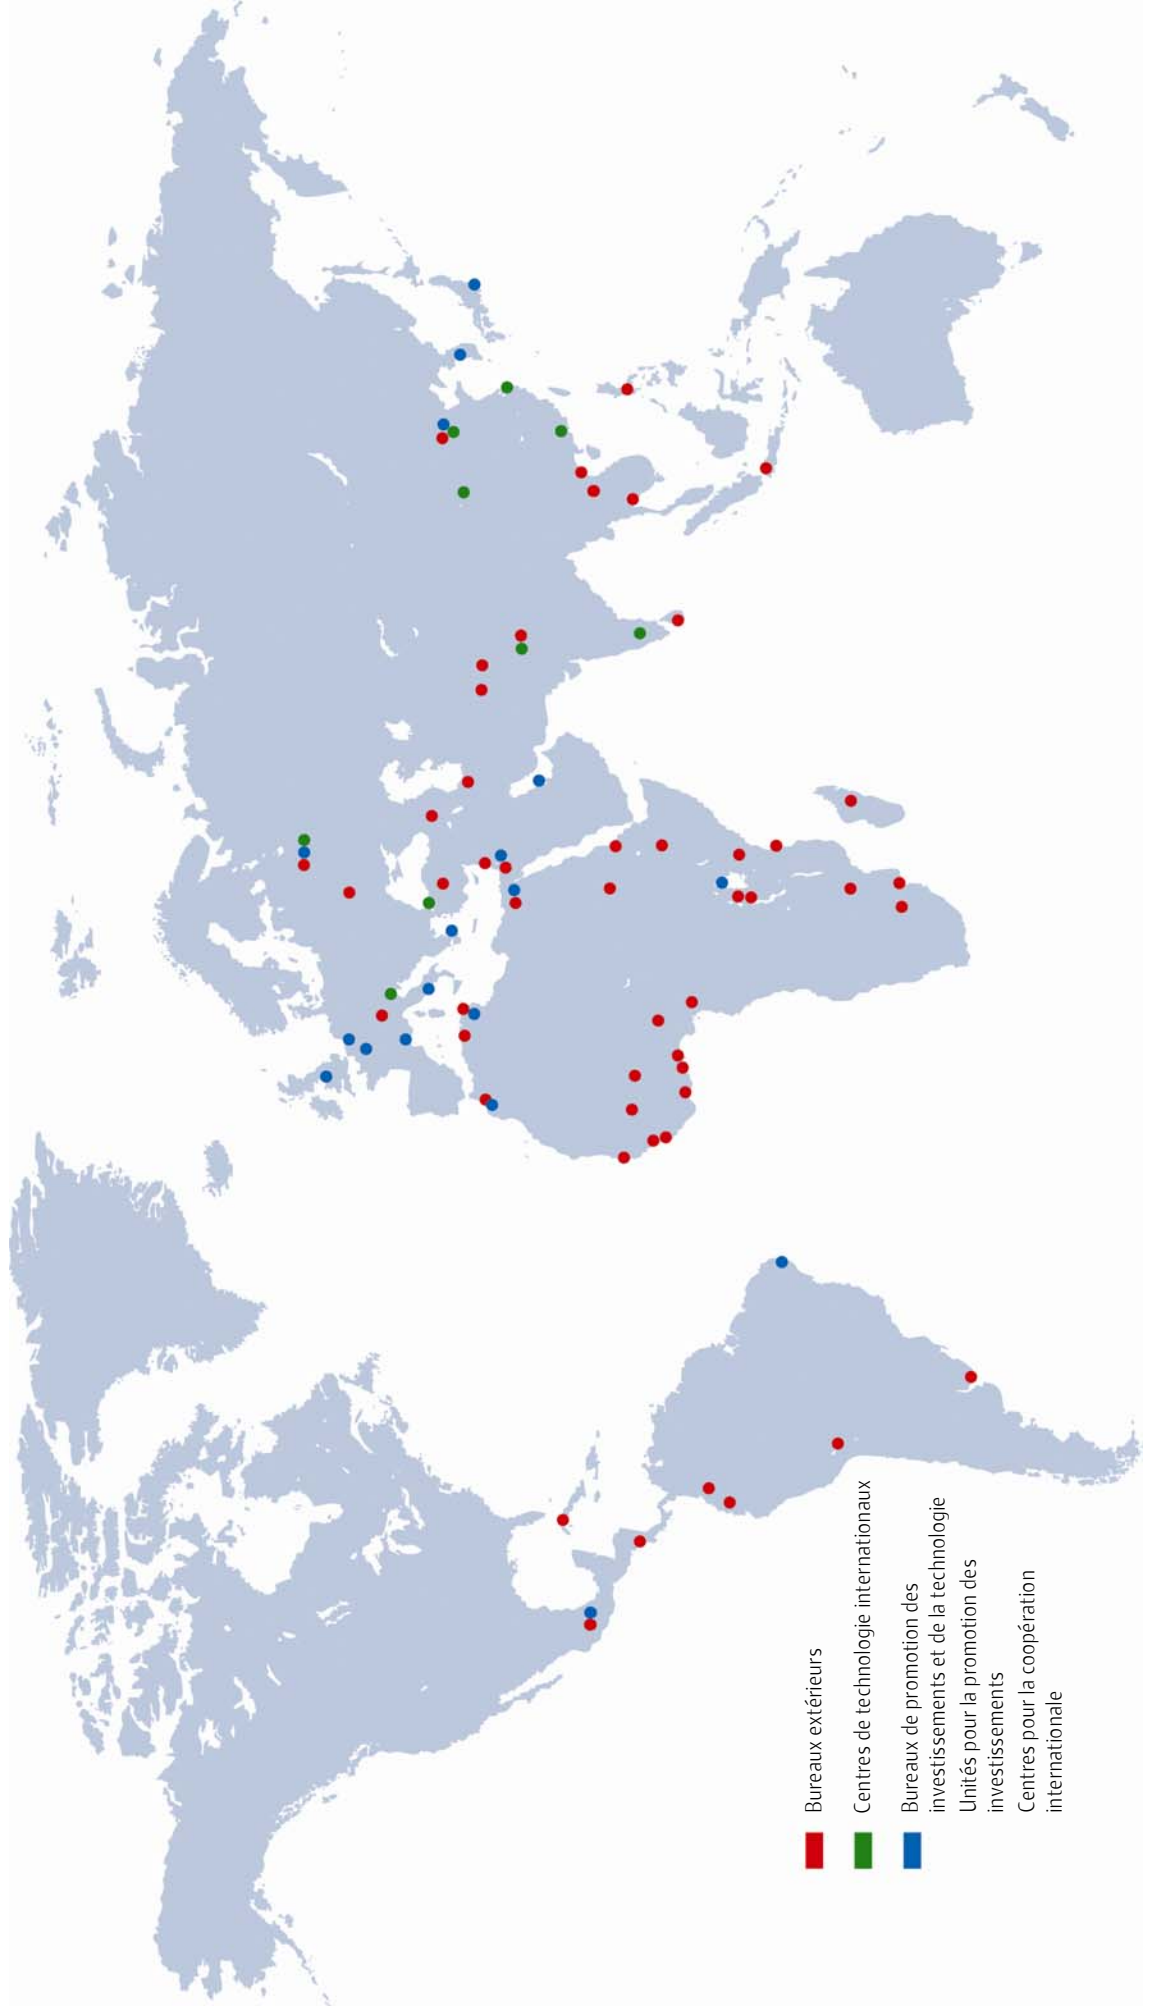 Bureaux extérieurs
Centres de technologie internationaux
Bureaux de promotion des
investissements et de la technologie
Unités pour la promotion des
investissements
Centres pour la coopération
internationale